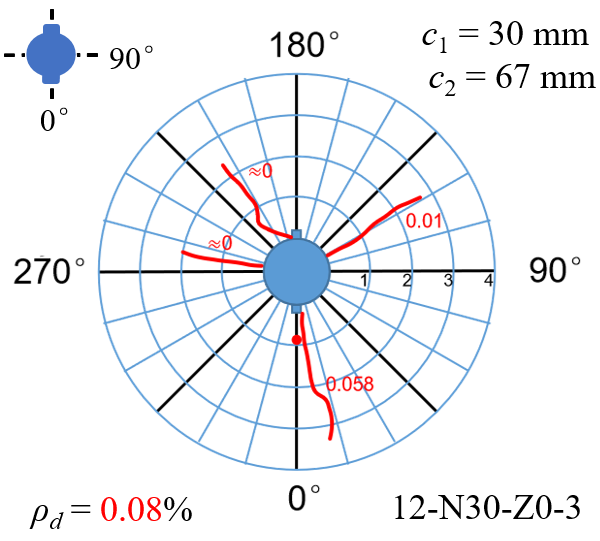 180°
c1 = 30 mm
c2 = 67 mm
90°
0°
≈0
0.01
≈0
270°
1 2 3 4
90°
0.058
0°
ρd = 0.08%
12-N30-Z0-3